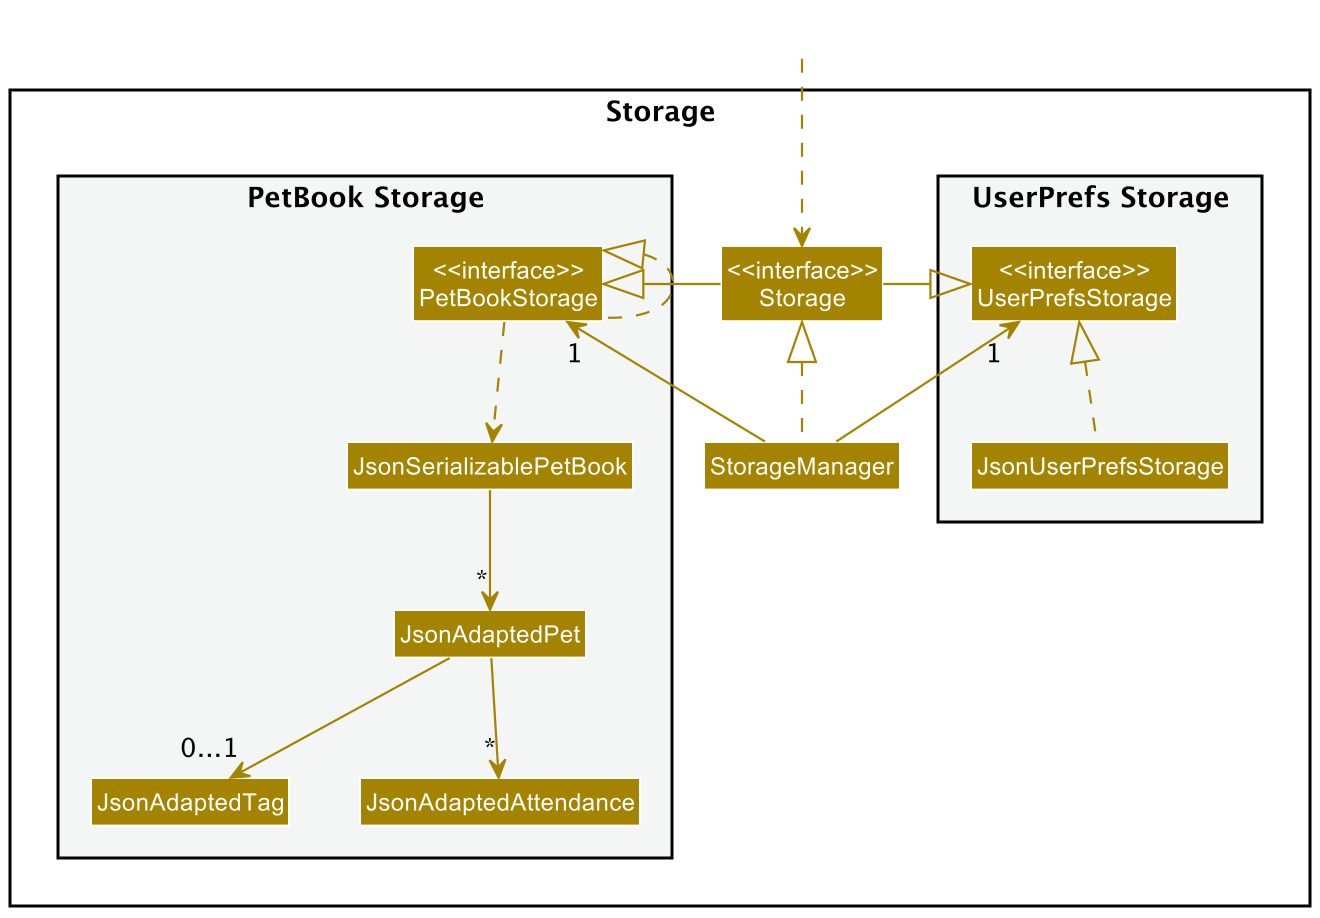 Storage
PetBook Storage
UserPrefs Storage
<<interface>>
PetBookStorage
<<interface>>
Storage
<<interface>>
UserPrefsStorage
1
1
JsonSerializablePetBook
StorageManager
JsonUserPrefsStorage
*
JsonAdaptedPet
0...1
*
JsonAdaptedTag
JsonAdaptedAttendance